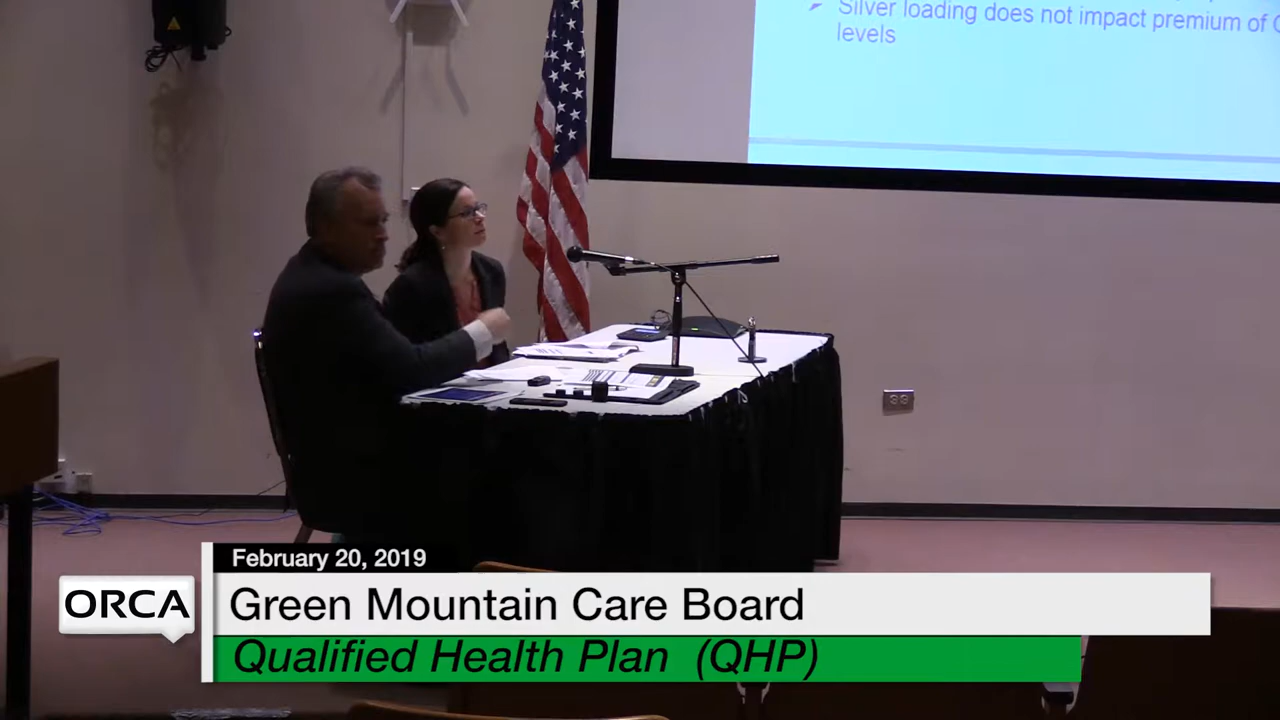 Silver loading does not impact premium of
levels
February 20, 2019
ORCA
Green Mountain Care Board
Qualified Health Plan (QHP)